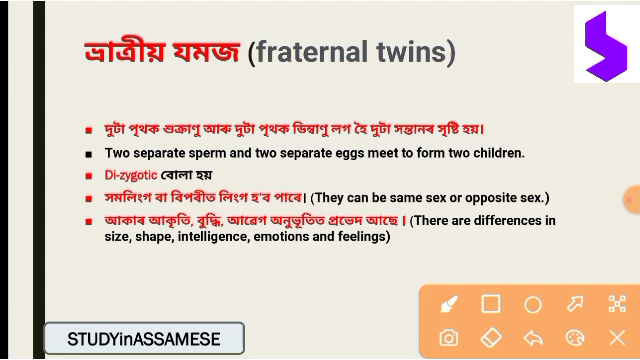 ভ্ৰাত্ৰীয় যমজ (fraternal twins)
দুটা পৃথক শুক্ৰাণু আৰু দুটা পৃথক ডিম্বাণু লগ হৈ দুটা সন্তানৰ সৃষ্টি হয়।
Two separate sperm and two separate eggs meet to form two children.
Di-zygotic বোলা হয়
সমলিংগ বা বিপৰীত লিংগ হ'ব পাৰে। (They can be same sex or opposite sex.)
আকাৰ আকৃতি, বুদ্ধি, আৱেগ অনুভূতিত প্ৰভেদ আছে । (There are differences in
size, shape, intelligence, emotions and feelings)
STUDYinASSAMESE